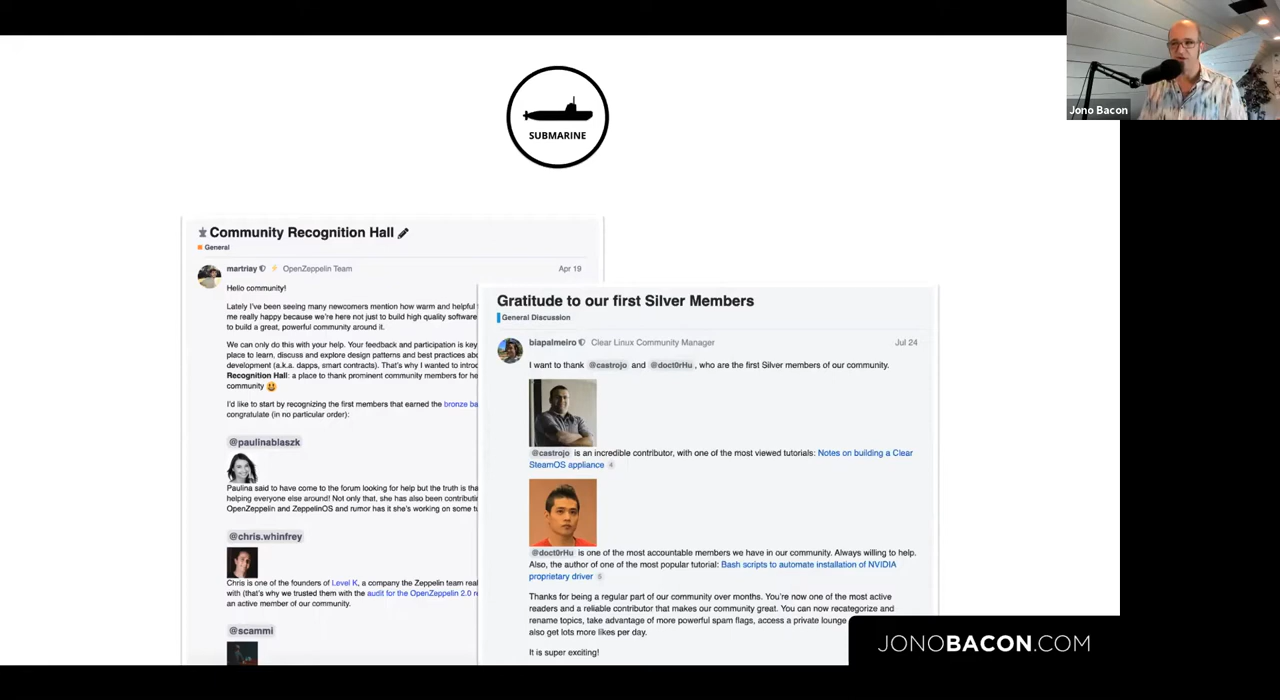 Jono Bacon
SUBMARINE
Community Recognition Hall
General
martriay OpenZeppelin Team Apr 19
Hello community!
Lately I've been seeing many newcomers mention how warm and helpful
me really happy because we're here not just to build high quality software
to build a great, powerful community around it.
We can only do this with your help. Your feedback and participation is key
place to learn, discuss and explore design patterns and best practices
development (a.k.a. dapps, smart contracts). That's why I wanted to
Recognition Hall: a place to thank prominent community members for
community 😃
I'd like to start by recognizing the first members that earned the bronze
congratulate (in no particular order):
@paulinablaszk
Paulina said to have come to the forum looking for help but the truth is
helping everyone else around! Not only that, she has also been
OpenZeppelin and ZeppelinOS and rumor has it she's working on some
@chris.whinfrey
Chris is one of the founders of Level K, a company the Zeppelin team
with (that's why we trusted them with the audit for the OpenZeppelin 2.0
an active member of our community.
@scammi
Gratitude to our first Silver Members
General Discussion
biapalmeiro Clear Linux Community Manager Jul 24
I want to thank @castrojo and @doct0rHu, who are the first Silver members of our community.
@castrojo is an incredible contributor, with one of the most viewed tutorials: Notes on building a Clear
SteamOS appliance 4
@doct0rHu is one of the most accountable members we have in our community. Always willing to help.
Also, the author of one of the most popular tutorial: Bash scripts to automate installation of NVIDIA
proprietary driver
Thanks for being a regular part of our community over months. You're now one of the most active
readers and a reliable contributor that makes our community great. You can now recategorize and
rename topics, take advantage of more powerful spam flags, access a private lounge
also get lots more likes per day.
It is super exciting!
JONOBACON.COM